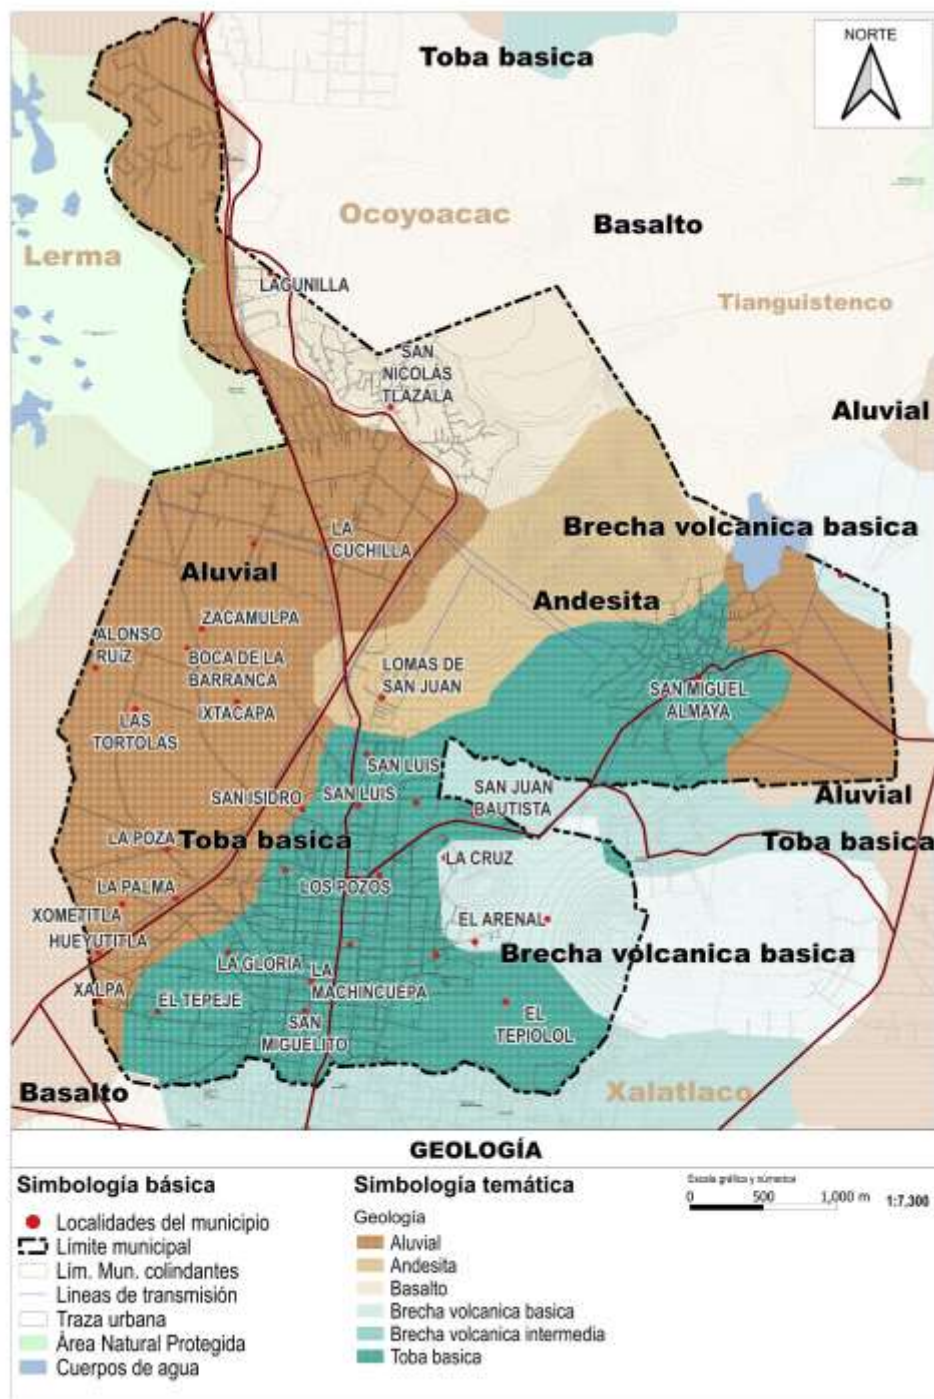 NORTE
Toba basica
Ocoyoacac
Basalto
Lerma
LAGUNILLA
Tianguistenco
SAN
NICOLÁS
TLAZALA
Aluvial
Brecha volcanica basica
LA
CUCHILLA
Aluvial
Andesita
ZACAMULPA
ALONSO
RUÍZ
BOCA DE LA
BARRANCA
LOMAS DE
SAN JUAN
SAN MIGUEL
ALMAYA
IXTACAPA
LAS
TORTOLAS
SAN LUIS
SAN JUAN
BAUTISTA
SAN ISIDRO
SAN LUIS
Aluvial
LA POZA
Toba basica
Toba basica
LA CRUZ
LA PALMA
LOS POZOS
XOMETITLA
EL ARENAL
HUEYUTITLA
Brecha volcanica basica
LA GLORIA
LA
MACHINCUEPA
XALPA
EL TEPEJE
SAN
MIGUELITO
EL
TEPIOLOL
Basalto
Xalatlaco
GEOLOGÍA
Simbología básica
Localidades del municipio
Límite municipal
Lím. Mun. colindantes
Lineas de transmisión
Traza urbana
Área Natural Protegida
Cuerpos de agua
Simbología temática
Geología
Aluvial
Andesita
Basalto
Brecha volcanica basica
Brecha volcanica intermedia
Toba basica
Escala gráfica y númerica
0 500 1,000 m 1:7,300